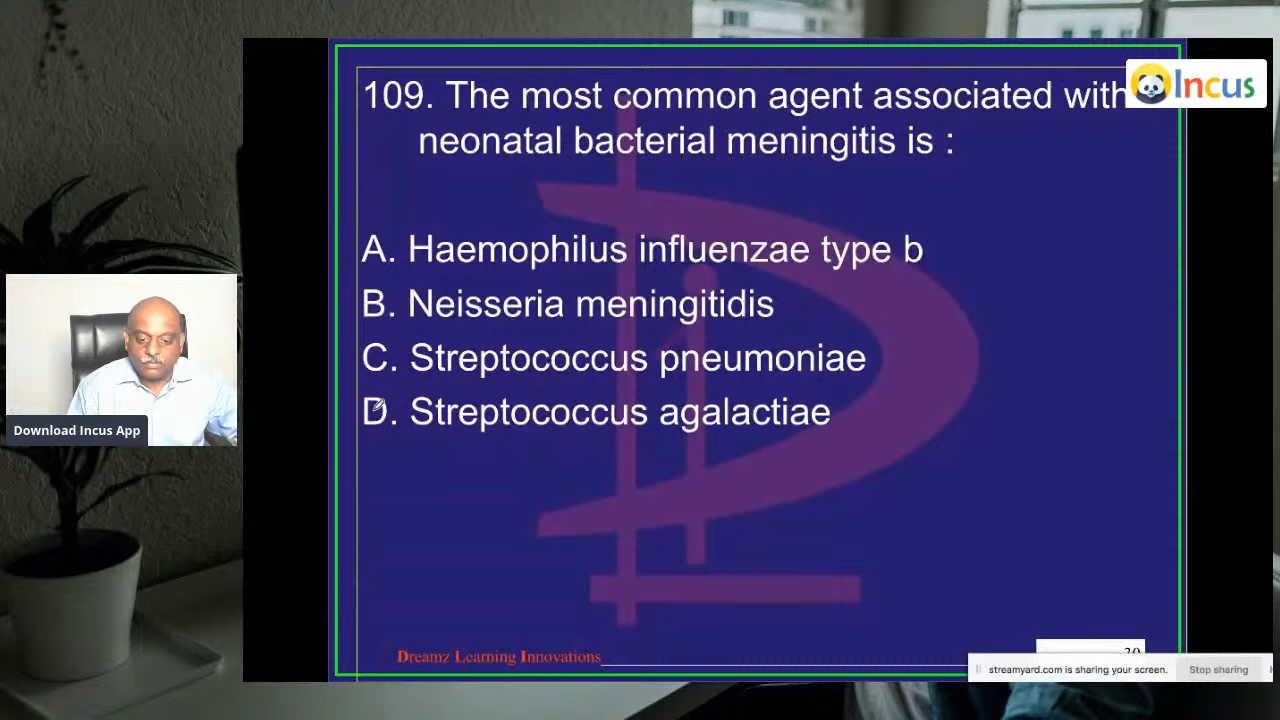 109. The most common agent associated with
neonatal bacterial meningitis is :
Incus
A. Haemophilus influenzae type b
B. Neisseria meningitidis
C. Streptococcus pneumoniae
D. Streptococcus agalactiae
Download Incus App
Dreamz Learning Innovations
streamyard.com is sharing your screen.
Stop sharing